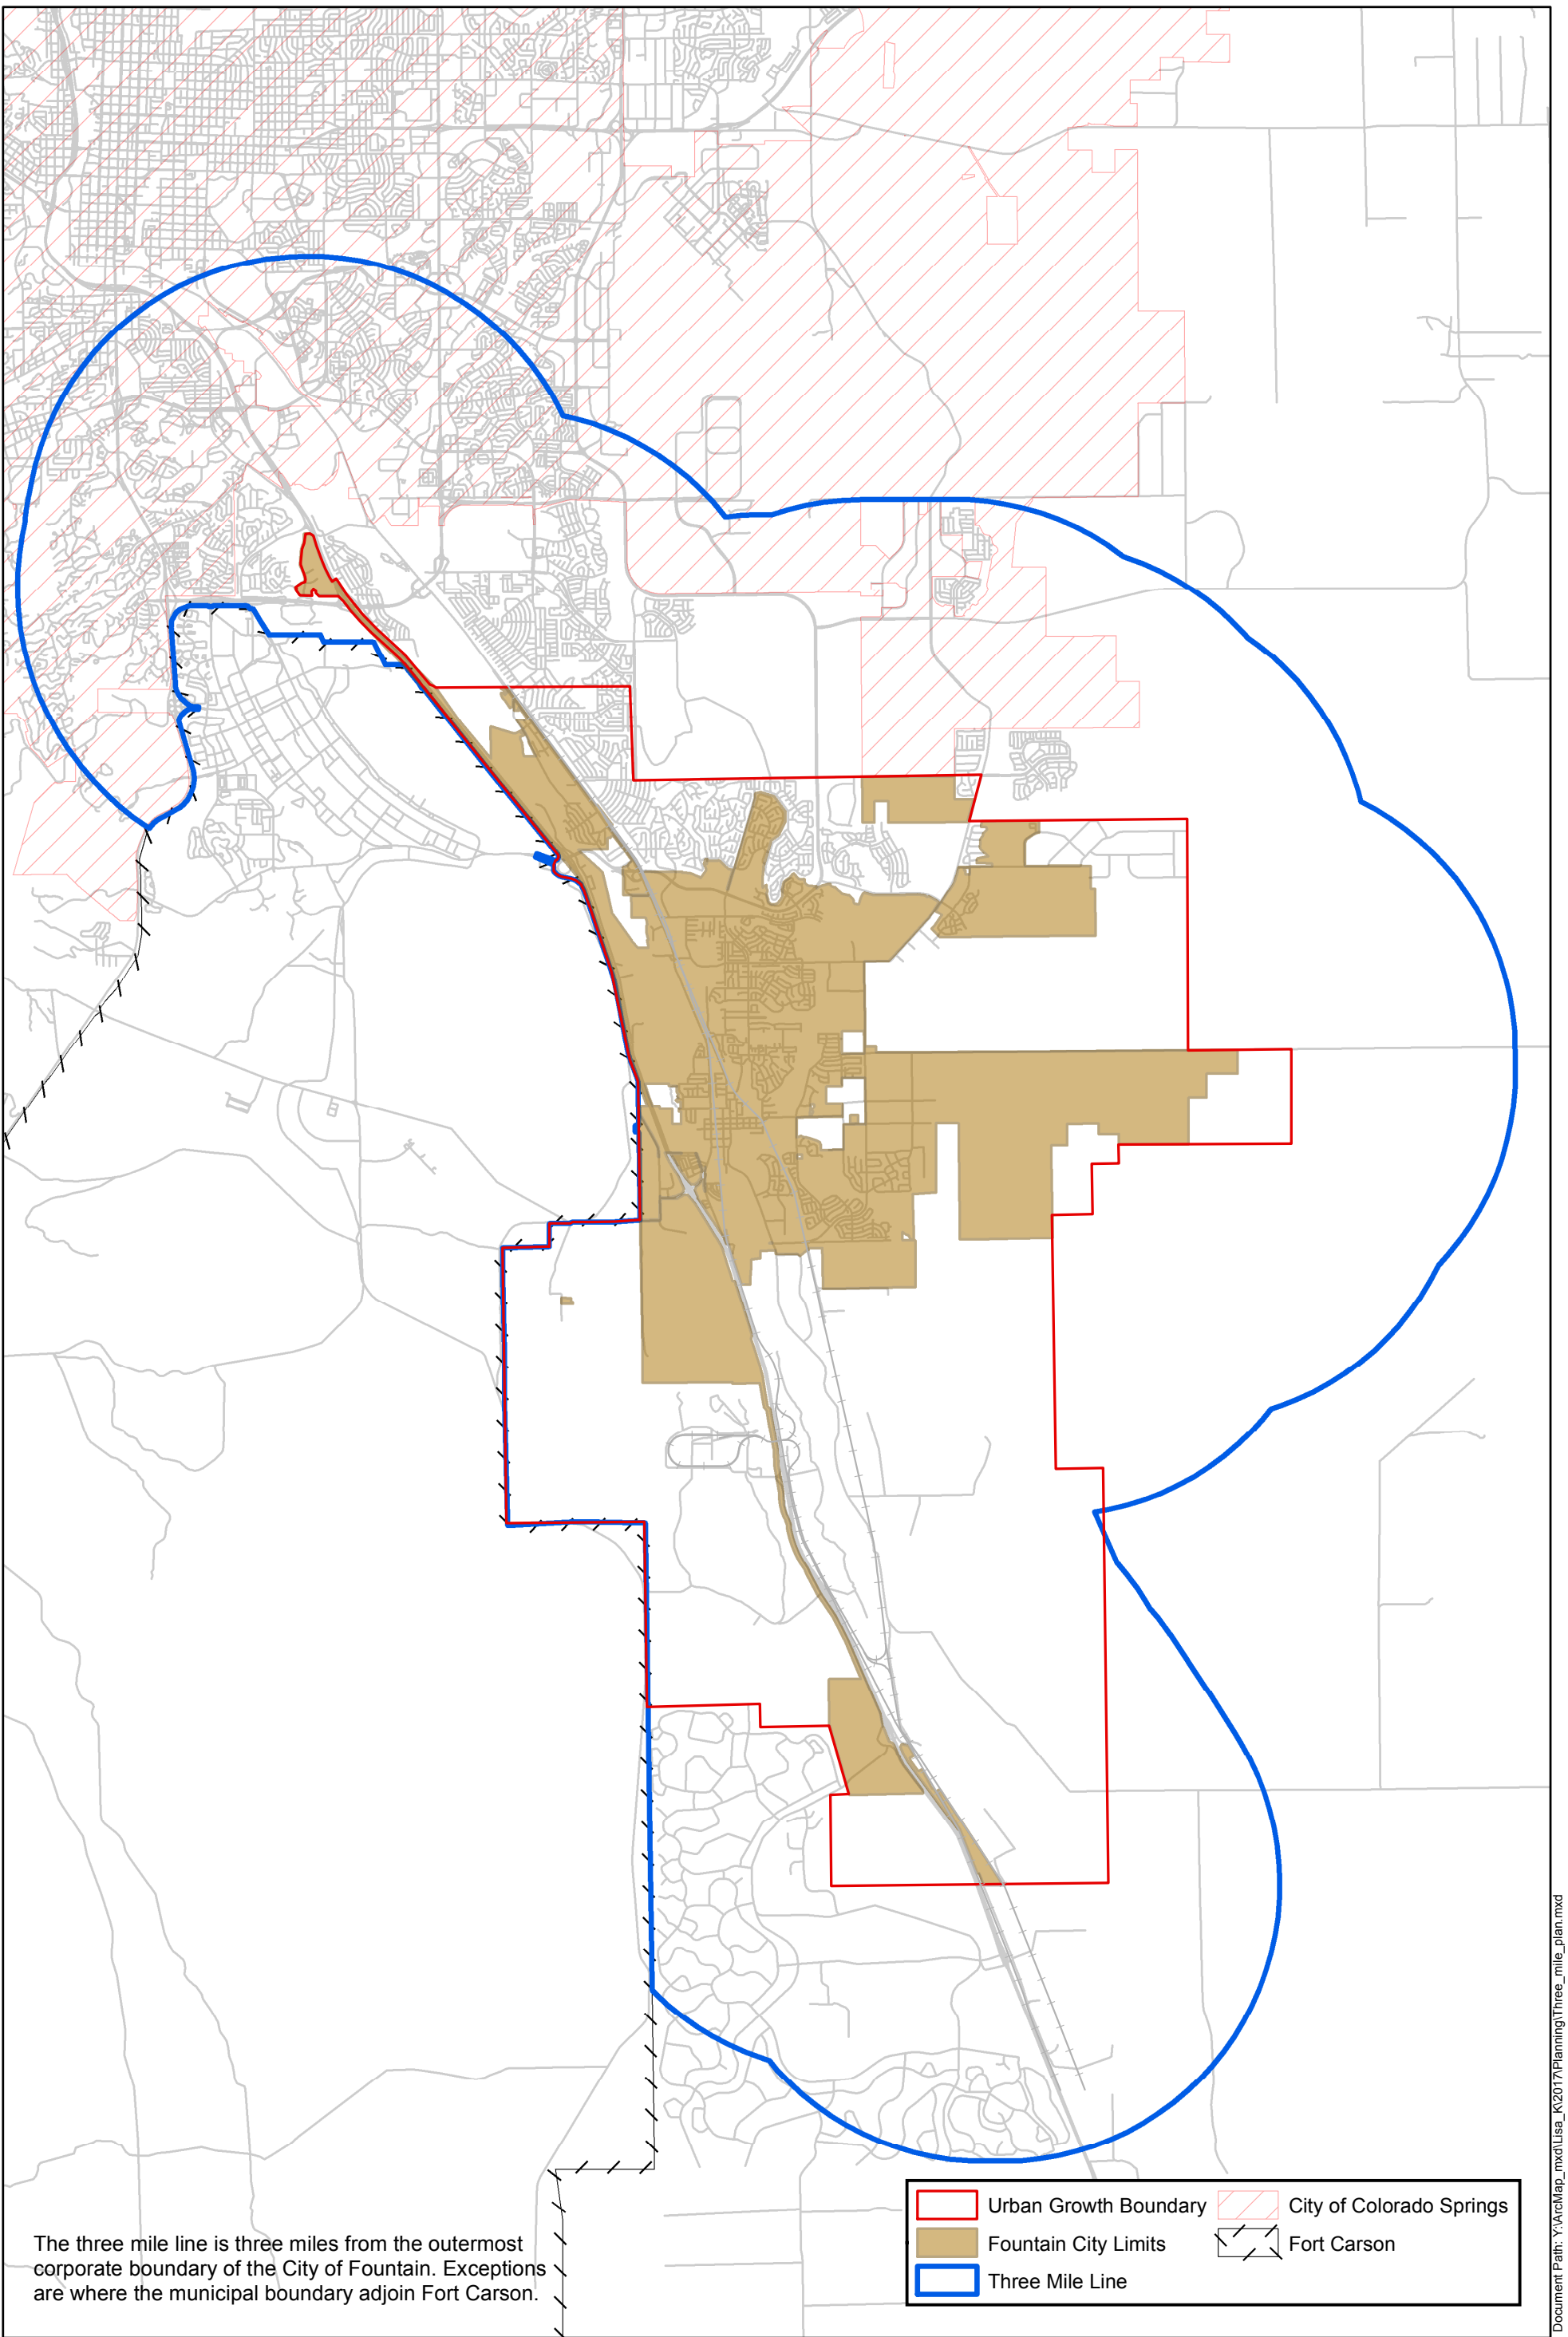 The three mile line is three miles from the outermost
corporate boundary of the City of Fountain. Exceptions
are where the municipal boundary adjoin Fort Carson.
Urban Growth Boundary
Fountain City Limits
Three Mile Line
City of Colorado Springs
Fort Carson
Document Path: Y:\ArcMap_mxd\Lisa_K\2017\Planning\Three_mile_plan.mxd